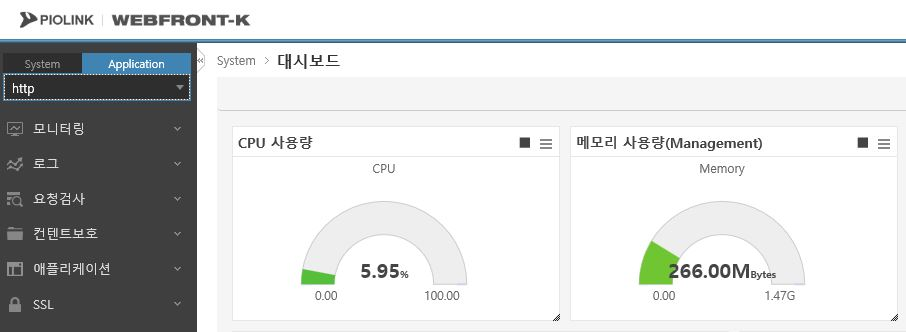 PIOLINK WEBFRONT-K
System Application
http
모니터링
로그
요청검사
컨텐트보호
애플리케이션
SSL
System > 대시보드
CPU 사용량
CPU
5.95%
0.00 100.00
메모리 사용량(Management)
Memory
266.00MBytes
0.00 1.47G